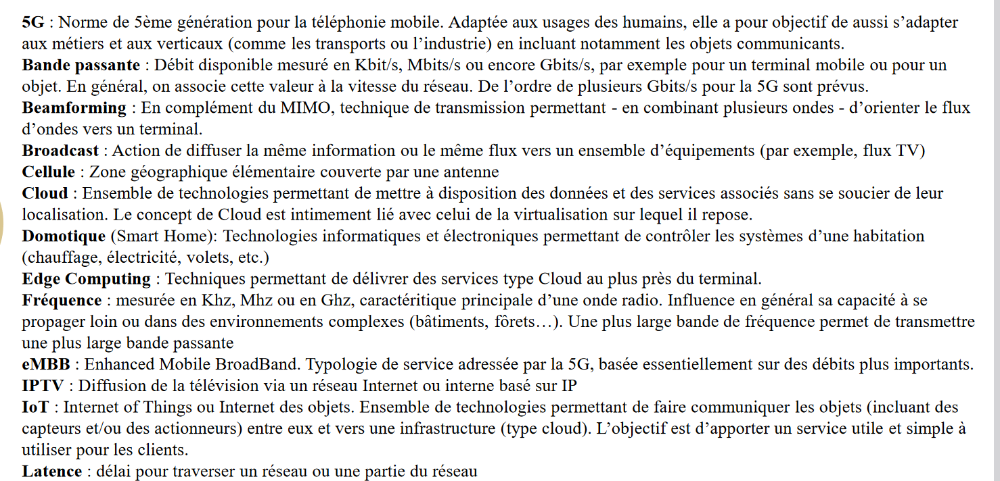 5G : Norme de 5ème génération pour la téléphonie mobile. Adaptée aux usages des humains, elle a pour objectif de aussi s’adapter
aux métiers et aux verticaux (comme les transports ou l’industrie) en incluant notamment les objets communicants.
Bande passante : Débit disponible mesuré en Kbit/s, Mbits/s ou encore Gbits/s, par exemple pour un terminal mobile ou pour un
objet. En général, on associe cette valeur à la vitesse du réseau. De l’ordre de plusieurs Gbits/s pour la 5G sont prévus.
Beamforming : En complément du MIMO, technique de transmission permettant - en combinant plusieurs ondes - d’orienter le flux
d’ondes vers un terminal.
Broadcast : Action de diffuser la même information ou le même flux vers un ensemble d’équipements (par exemple, flux TV)
Cellule : Zone géographique élémentaire couverte par une antenne
Cloud : Ensemble de technologies permettant de mettre à disposition des données et des services associés sans se soucier de leur
localisation. Le concept de Cloud est intimement lié avec celui de la virtualisation sur lequel il repose.
Domotique (Smart Home): Technologies informatiques et électroniques permettant de contrôler les systèmes d’une habitation
(chauffage, électricité, volets, etc.)
Edge Computing : Techniques permettant de délivrer des services type Cloud au plus près du terminal.
Fréquence : mesurée en Khz, Mhz ou en Ghz, caractéritique principale d’une onde radio. Influence en général sa capacité à se
propager loin ou dans des environnements complexes (bâtiments, fôrets…). Une plus large bande de fréquence permet de transmettre
une plus large bande passante
eMBB : Enhanced Mobile BroadBand. Typologie de service adressée par la 5G, basée essentiellement sur des débits plus importants.
IPTV : Diffusion de la télévision via un réseau Internet ou interne basé sur IP
IoT : Internet of Things ou Internet des objets. Ensemble de technologies permettant de faire communiquer les objets (incluant des
capteurs et/ou des actionneurs) entre eux et vers une infrastructure (type cloud). L’objectif est d’apporter un service utile et simple à
utiliser pour les clients.
Latence : délai pour traverser un réseau ou une partie du réseau